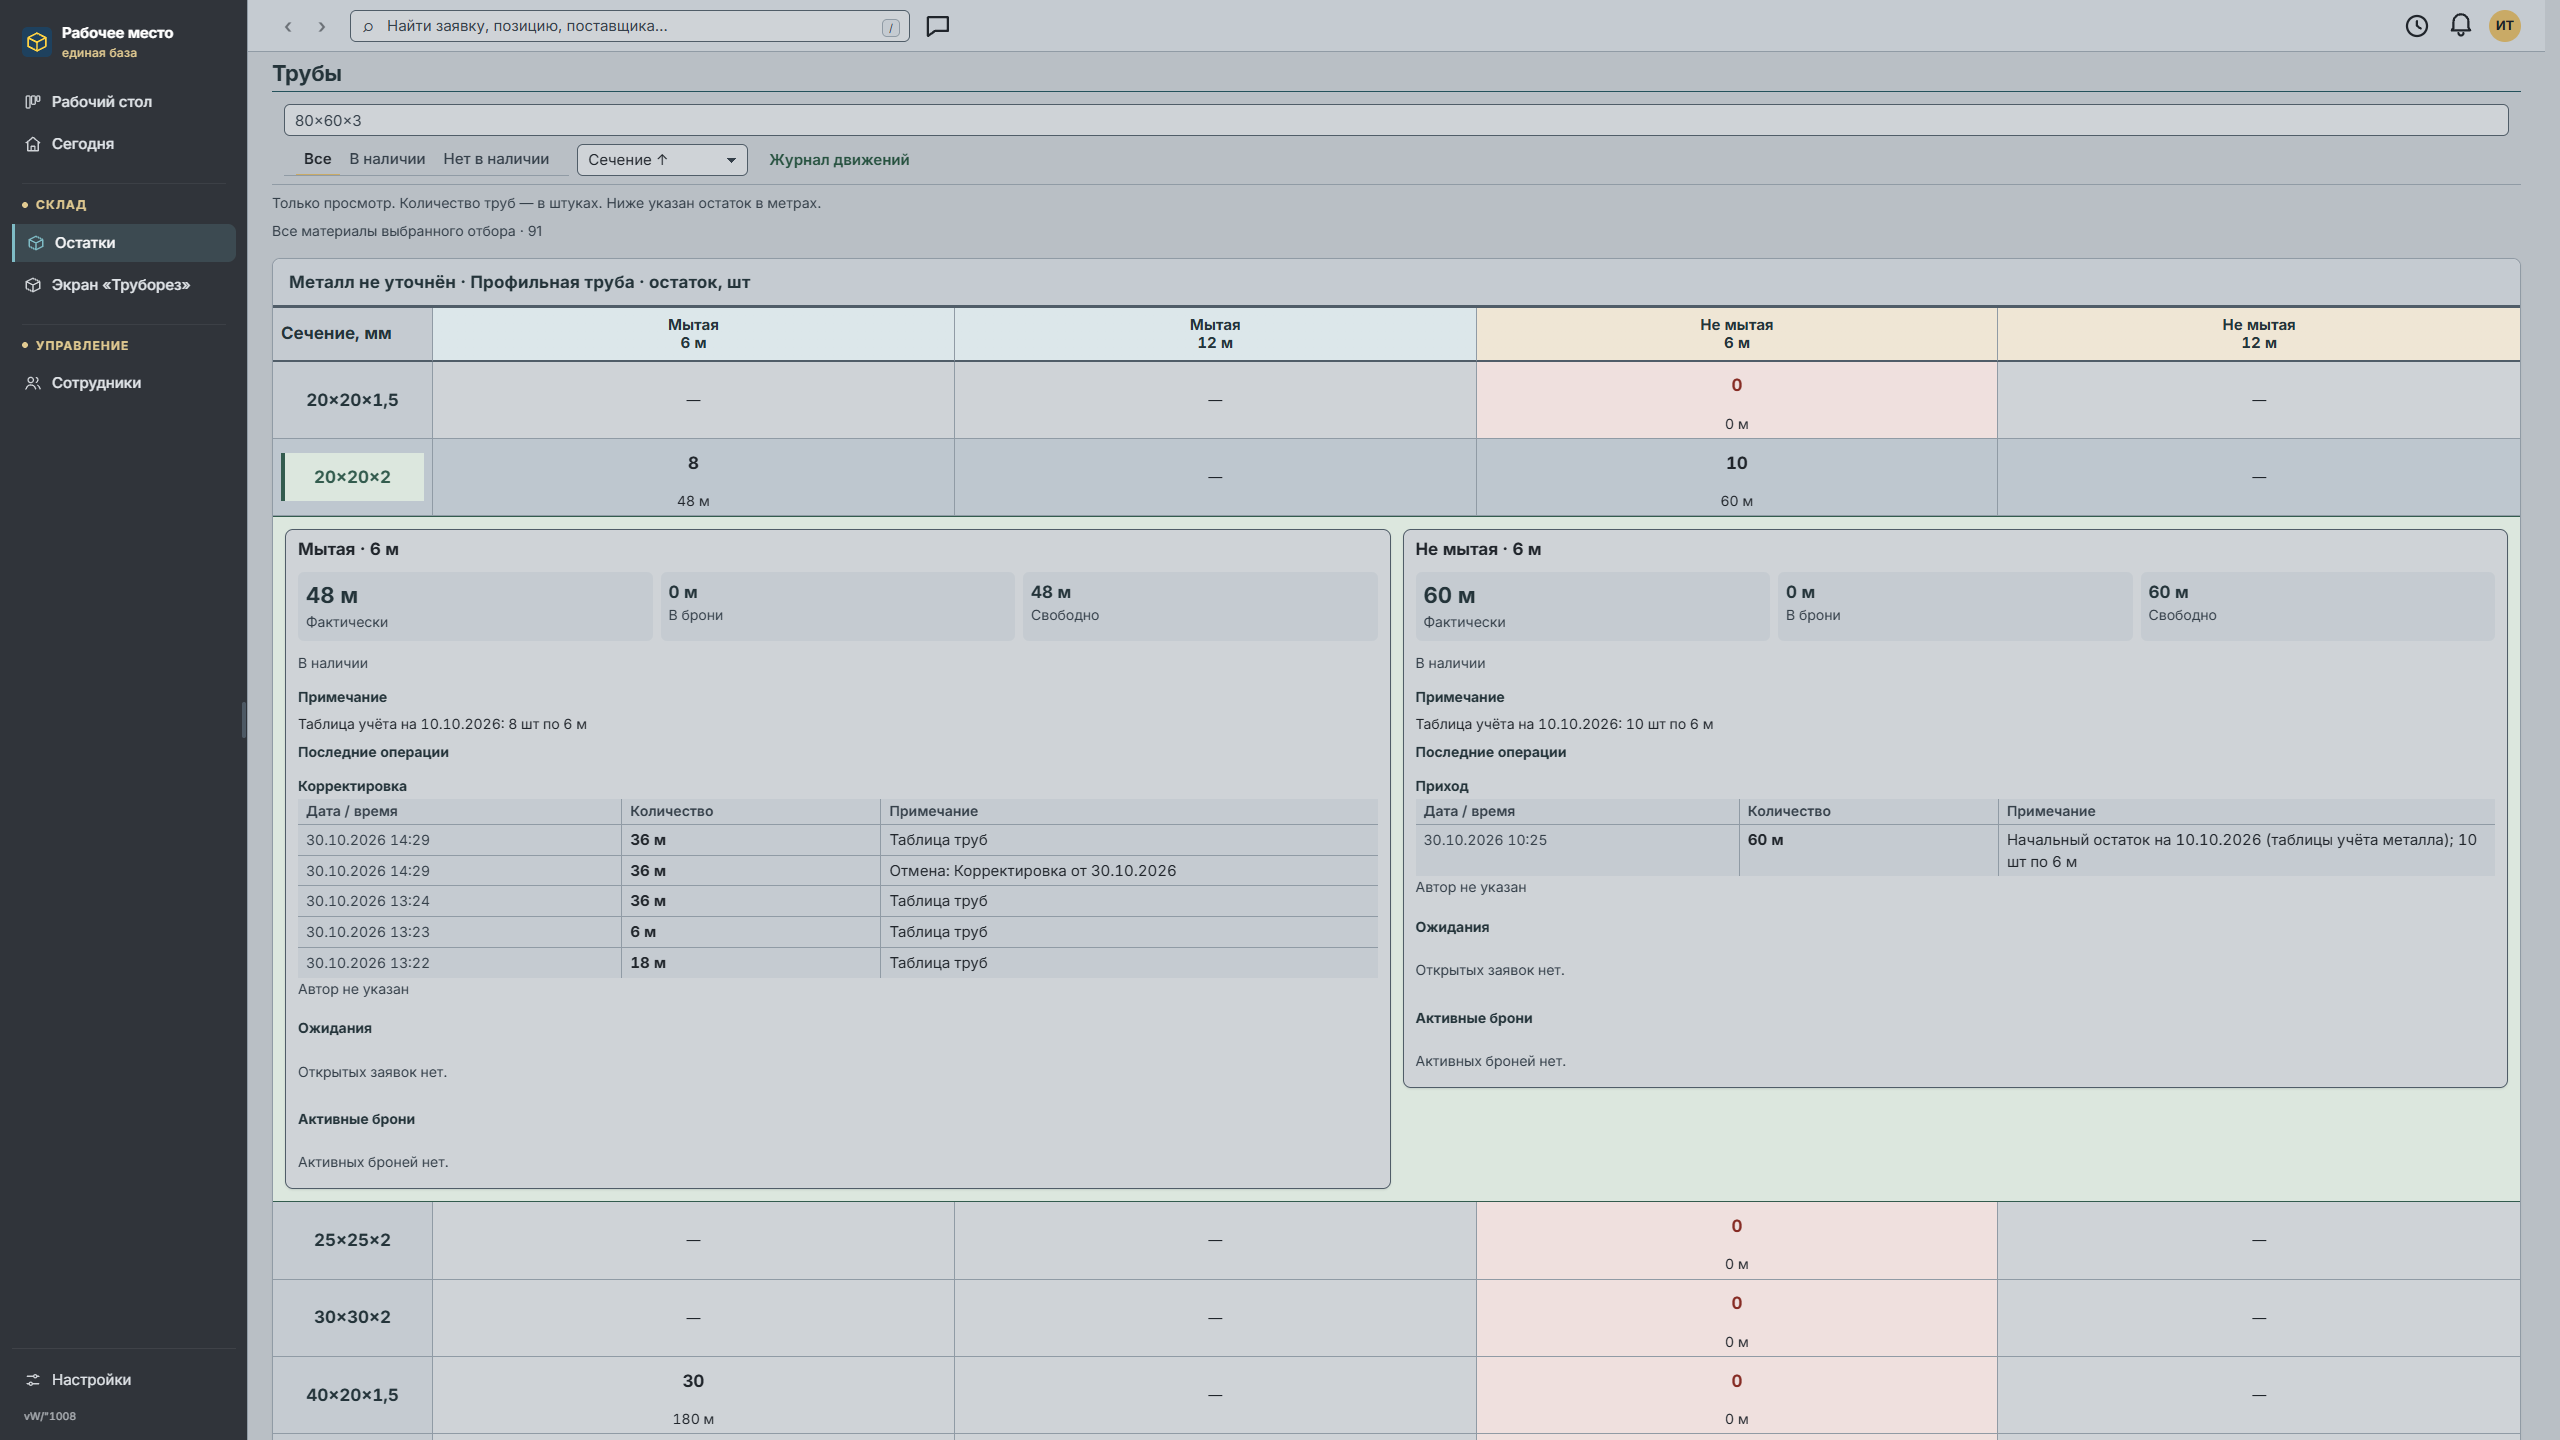 Рабочее место
единая база
Рабочий стол
Сегодня
СКЛАД
Остатки
Экран «Труборез»
УПРАВЛЕНИЕ
Сотрудники
Настройки
vW/"1008
Найти заявку, позицию, поставщика...
/
ИТ
Трубы
80×60×3
Все В наличии Нет в наличии Сечение ↑ Журнал движений
Только просмотр. Количество труб — в штуках. Ниже указан остаток в метрах.
Все материалы выбранного отбора · 91
Металл не уточнён · Профильная труба · остаток, шт
Сечение, мм Мытая 6 м Мытая 12 м Не мытая 6 м Не мытая 12 м
20×20×1,5 — — 0 —
0 м
20×20×2 8 — 10 —
48 м 60 м
Мытая · 6 м
48 м 0 м 48 м
Фактически В брони Свободно
В наличии
Примечание
Таблица учёта на 10.10.2026: 8 шт по 6 м
Последние операции
Корректировка
Дата / время Количество Примечание
30.10.2026 14:29 36 м Таблица труб
30.10.2026 14:29 36 м Отмена: Корректировка от 30.10.2026
30.10.2026 13:24 36 м Таблица труб
30.10.2026 13:23 6 м Таблица труб
30.10.2026 13:22 18 м Таблица труб
Автор не указан
Ожидания
Открытых заявок нет.
Активные брони
Активных броней нет.
Не мытая · 6 м
60 м 0 м 60 м
Фактически В брони Свободно
В наличии
Примечание
Таблица учёта на 10.10.2026: 10 шт по 6 м
Последние операции
Приход
Дата / время Количество Примечание
30.10.2026 10:25 60 м Начальный остаток на 10.10.2026 (таблицы учёта металла); 10
шт по 6 м
Автор не указан
Ожидания
Открытых заявок нет.
Активные брони
Активных броней нет.
25×25×2 — — 0 —
0 м
30×30×2 — — 0 —
0 м
40×20×1,5 30 — 0 —
180 м 0 м